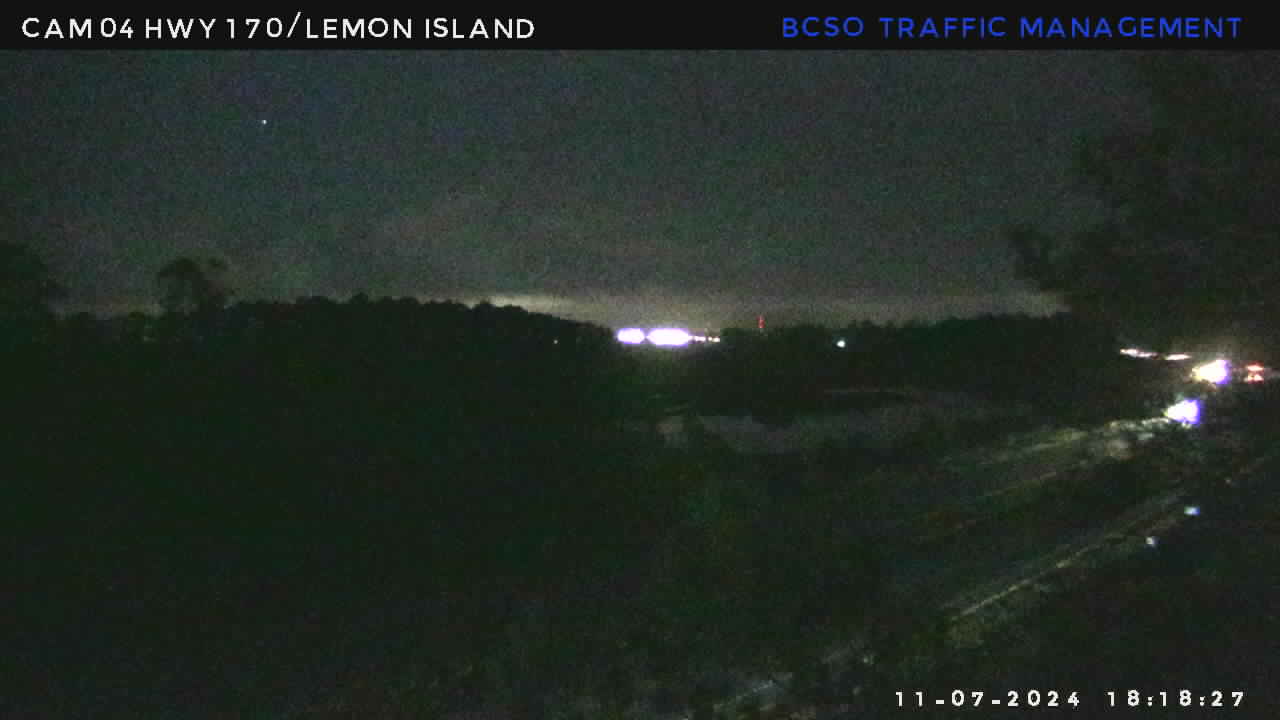 CAM04 HWY 170/LEMON ISLAND
BCSO TRAFFIC MANAGEMENT
11-07-2024 18:18:27